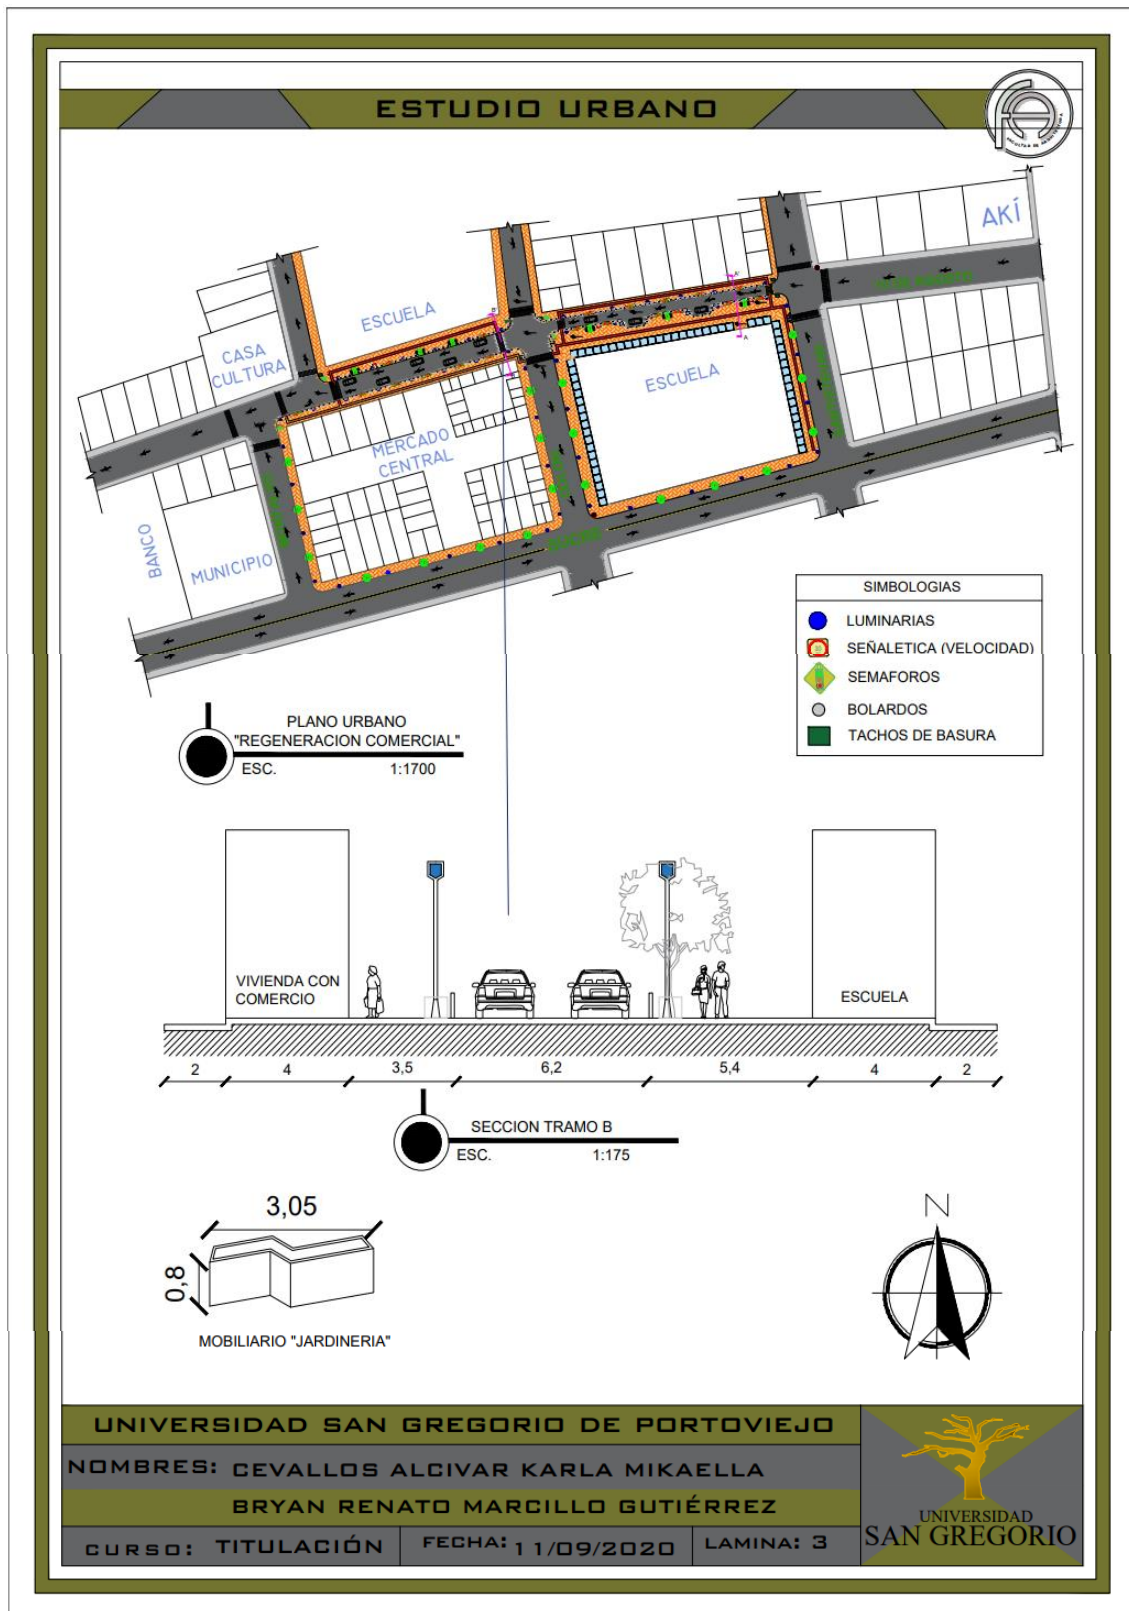 ESTUDIO URBANO
FACULTAD DE ARQUITECTURA
AKÍ
ESCUELA
CASA
CULTURA
ESCUELA
MERCADO
CENTRAL
BANCO
MUNICIPIO
SUCRE
A'
A
B
SIMBOLOGIAS
LUMINARIAS
SEÑALETICA (VELOCIDAD)
SEMAFOROS
BOLARDOS
TACHOS DE BASURA
PLANO URBANO
"REGENERACION COMERCIAL"
ESC. 1:1700
VIVIENDA CON
COMERCIO
ESCUELA
2 4 3,5 6,2 5,4 4 2
SECCION TRAMO B
ESC. 1:175
3,05
0,8
MOBILIARIO "JARDINERIA"
N
UNIVERSIDAD SAN GREGORIO DE PORTOVIEJO
NOMBRES: CEVALLOS ALCIVAR KARLA MIKAELLA
BRYAN RENATO MARCILLO GUTIÉRREZ
CURSO: TITULACIÓN FECHA: 11/09/2020 LAMINA: 3
UNIVERSIDAD
SAN GREGORIO